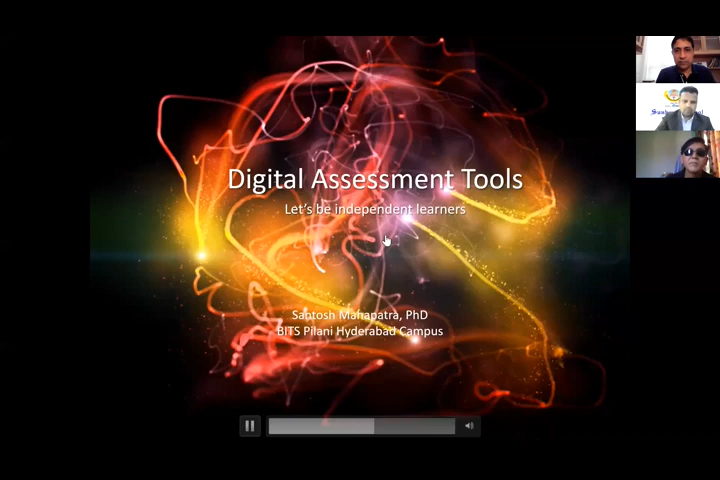 Digital Assessment Tools
Let's be independent learners
Santosh Mahapatra, PhD
BITS Pilani Hyderabad Campus